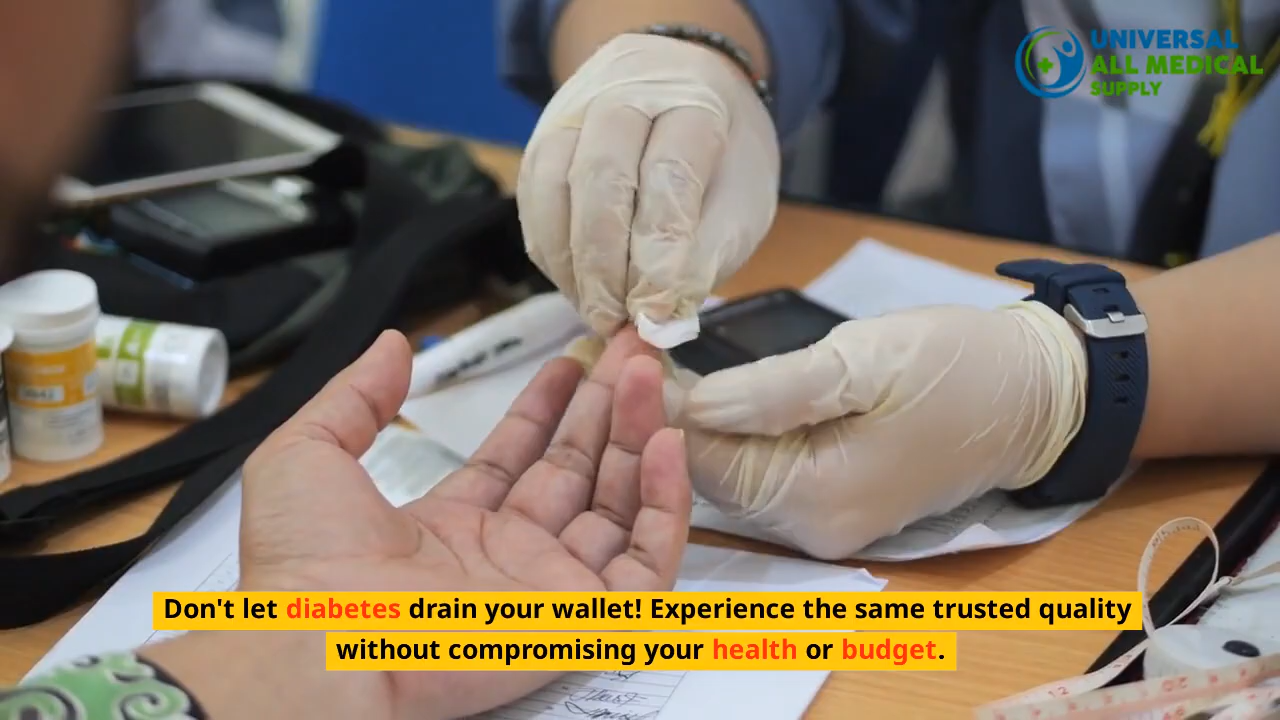 UNIVERSAL
ALL MEDICAL
SUPPLY
Don't let diabetes drain your wallet! Experience the same trusted quality
without compromising your health or budget.